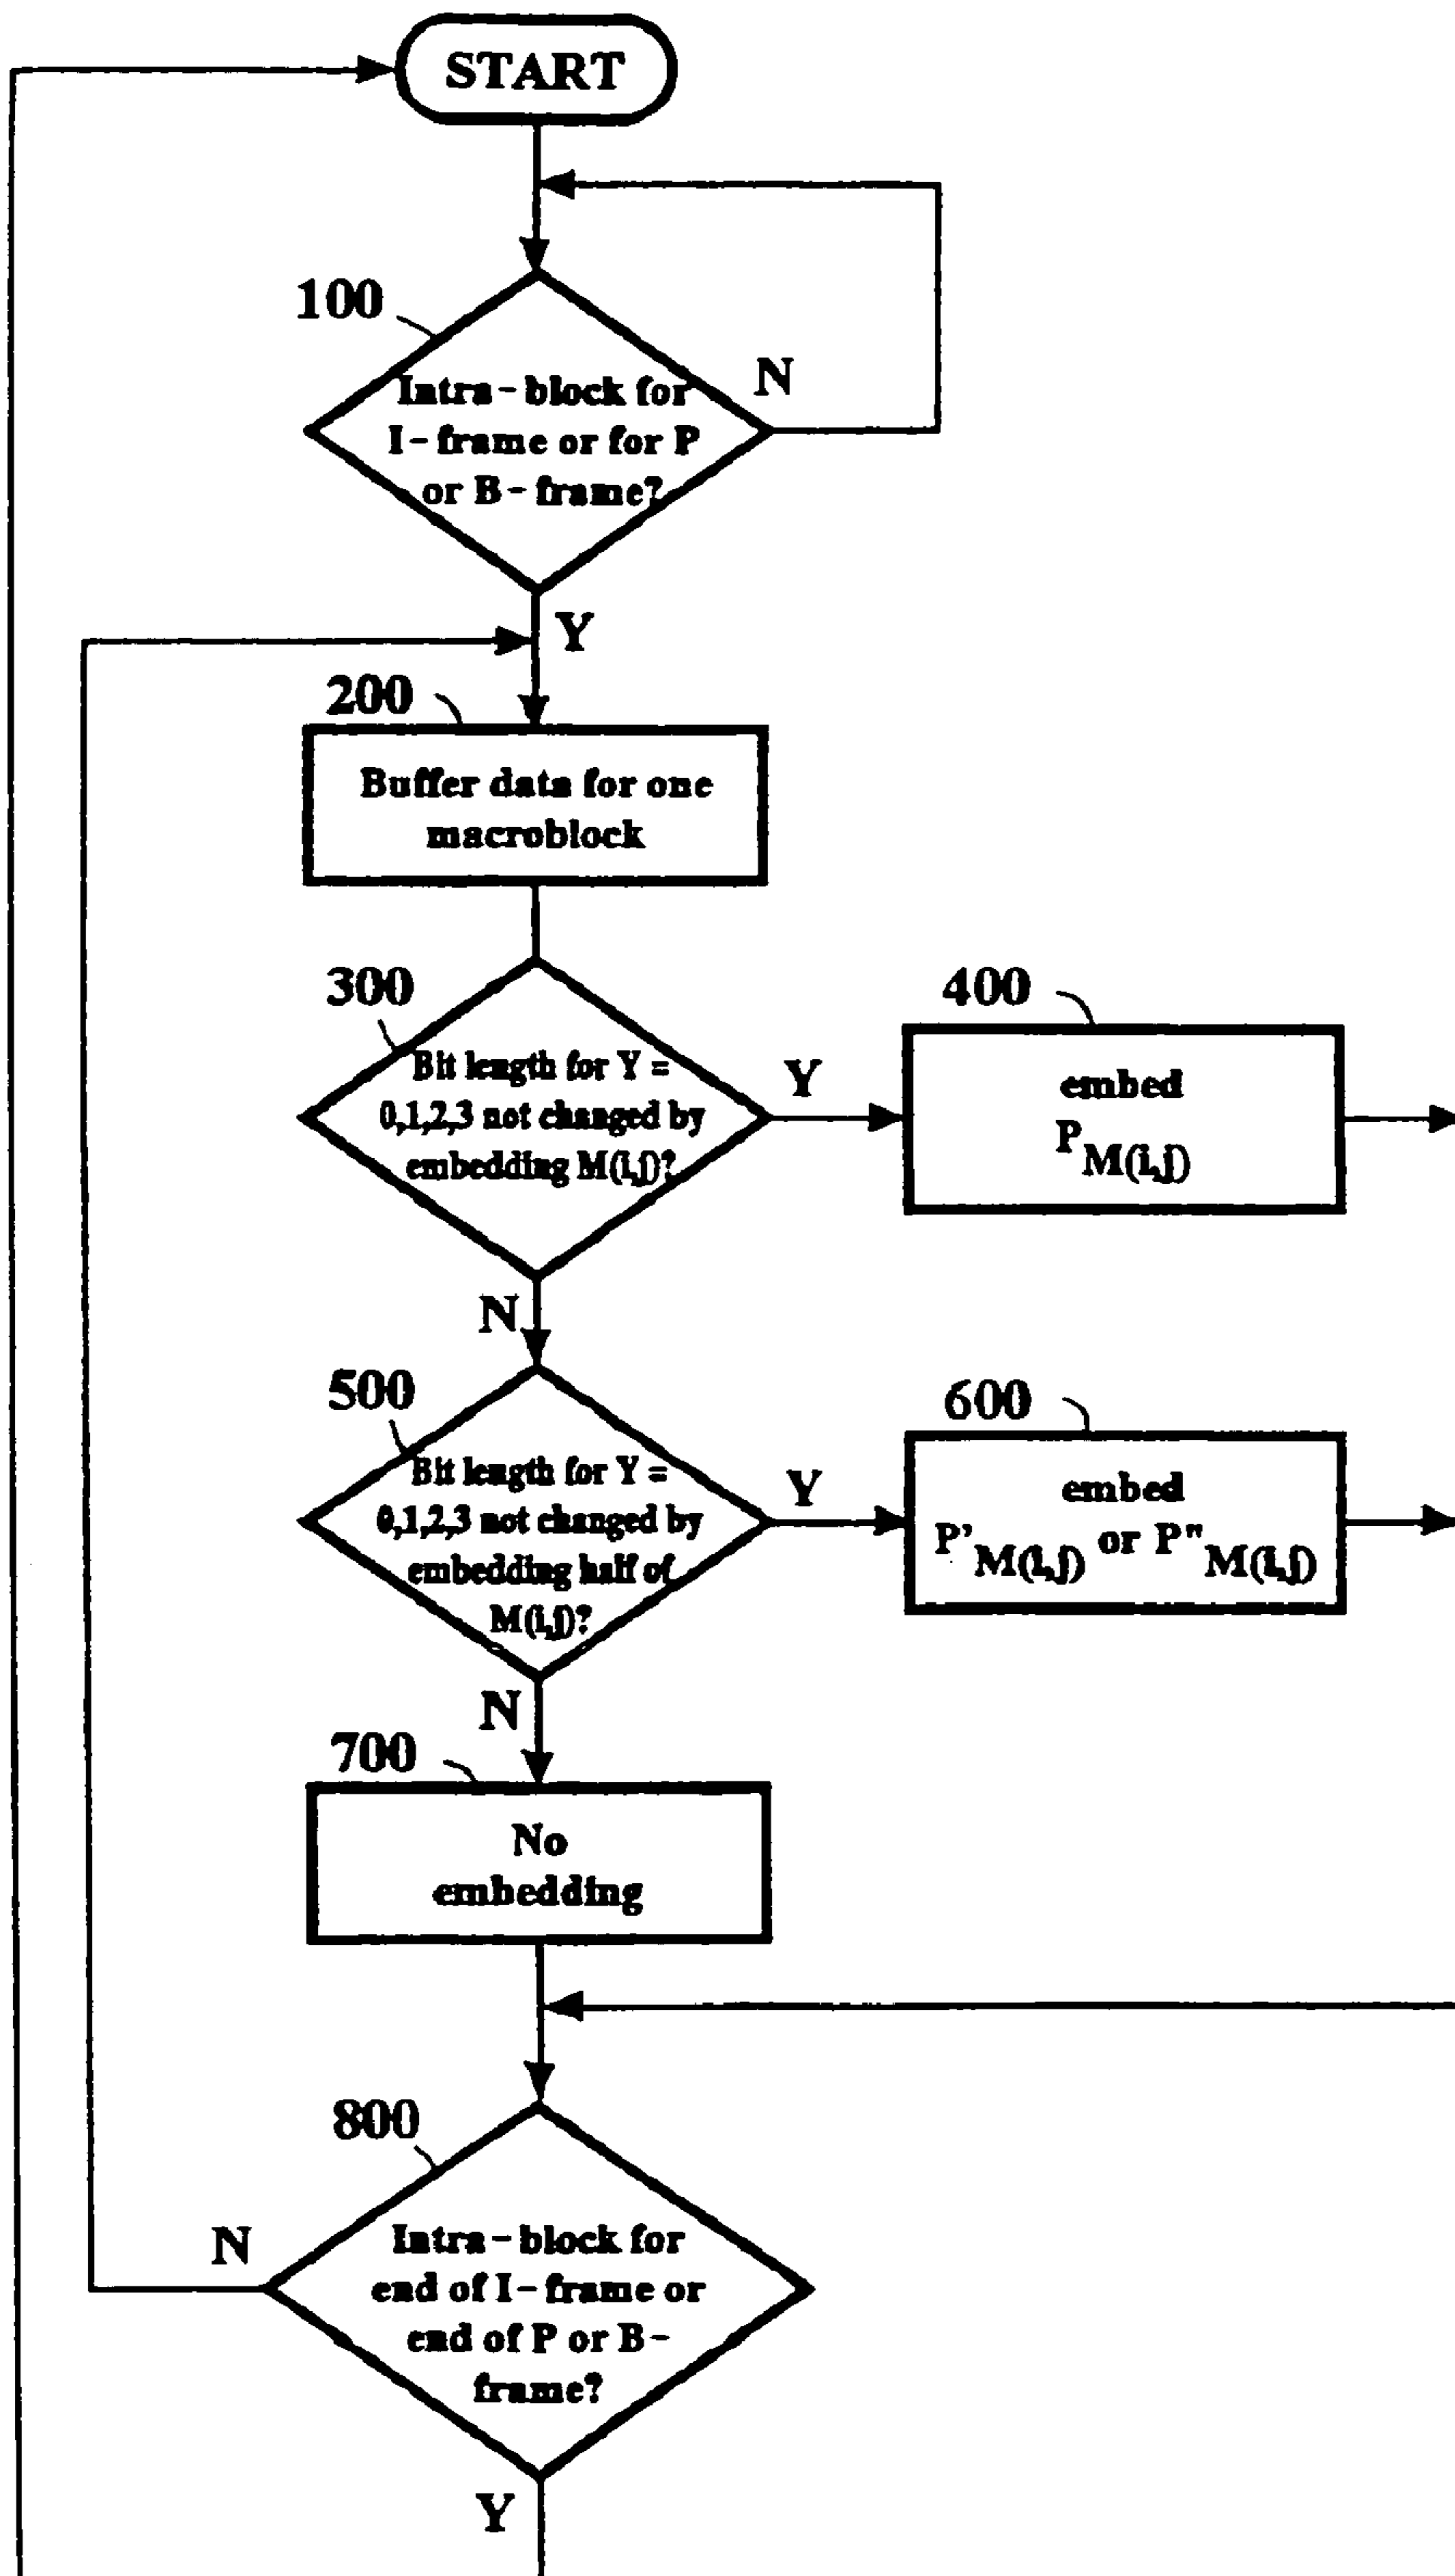 START
100
N
Intra-block for
I-frame or for P
or B-frame?
Y
200
Buffer data for one
macroblock
300
400
Bit length for Y =
0,1,2,3 not changed by
embedding M(i,j)?
Y
embed
P M(i,j)
N
500
600
Bit length for Y =
0,1,2,3 not changed by
embedding half of
M(i,j)?
Y
embed
P' M(i,j) or P" M(i,j)
N
700
No
embedding
800
N
Intra-block for
end of I-frame or
end of P or B-
frame?
Y